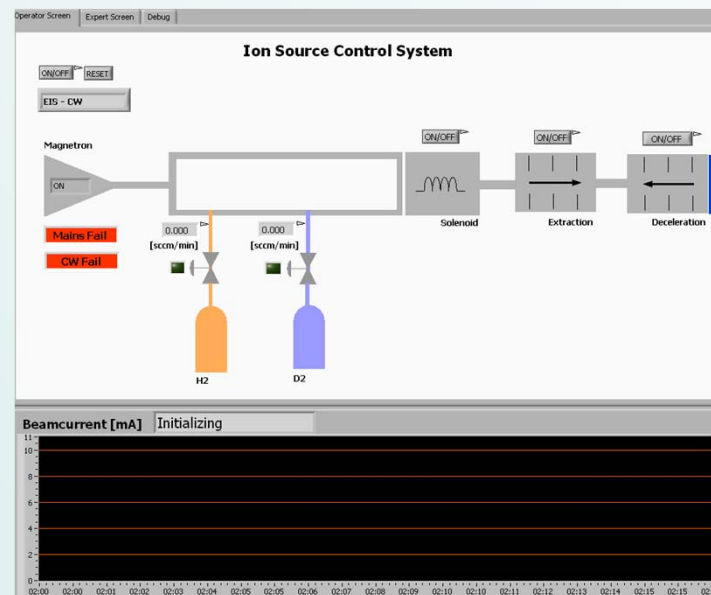 Operator Screen Expert Screen Debug
Ion Source Control System
ON/OFF RESET
EIS - CW
Magnetron
ON
Mains Fail
CW Fail
0.000
[sccm/min]
0.000
[sccm/min]
H2
D2
ON/OFF
Solenoid
ON/OFF
Extraction
ON/OFF
Deceleration
Beamcurrent [mA] Initializing
11
10
8
6
4
2
0
02:00 02:00 02:01 02:02 02:03 02:04 02:05 02:05 02:06 02:07 02:07 02:08 02:09 02:10 02:10 02:11 02:12 02:13 02:14 02:15 02:15